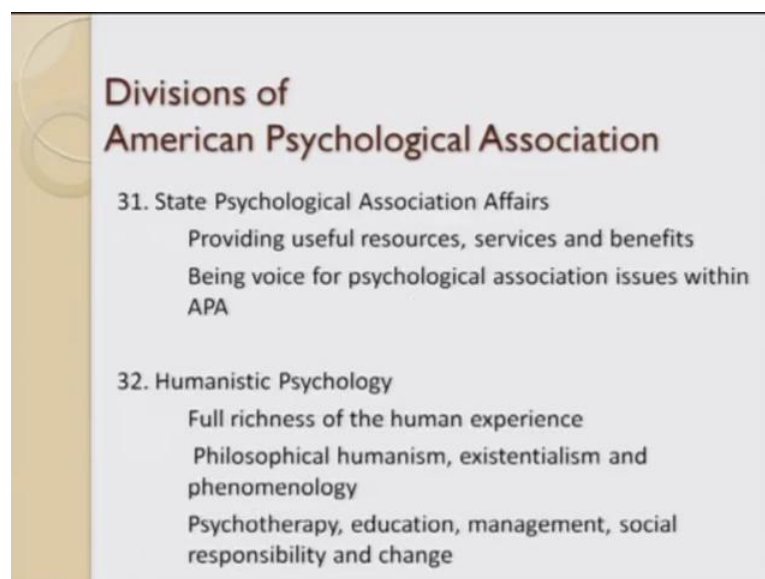 Divisions of
American Psychological Association
31. State Psychological Association Affairs
Providing useful resources, services and benefits
Being voice for psychological association issues within
APA
32. Humanistic Psychology
Full richness of the human experience
Philosophical humanism, existentialism and
phenomenology
Psychotherapy, education, management, social
responsibility and change